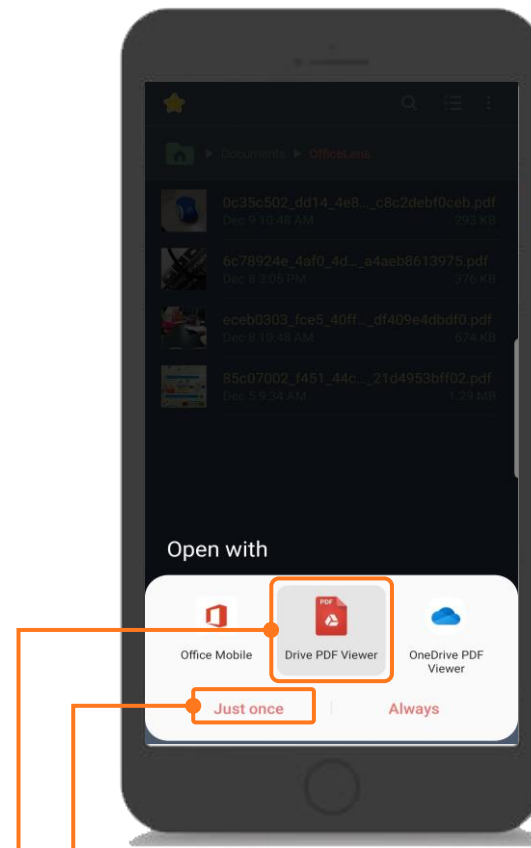 Documents OfficeLens
0c35c502_dd14_4e8..._c8c2debf0ceb.pdf
Dec 9 10:48 AM 293 KB
6c78924e_4af0_4d..._a4aeb8613975.pdf
Dec 8 3:05 PM 376 KB
eceb0303_fce5_40ff..._df409e4dbdf0.pdf
Dec 8 10:48 AM 674 KB
85c07002_f451_44c..._21d4953bff02.pdf
Dec 5 9:34 AM 1.29 MB
Open with
PDF
Office Mobile Drive PDF Viewer OneDrive PDF
Viewer
Just once Always